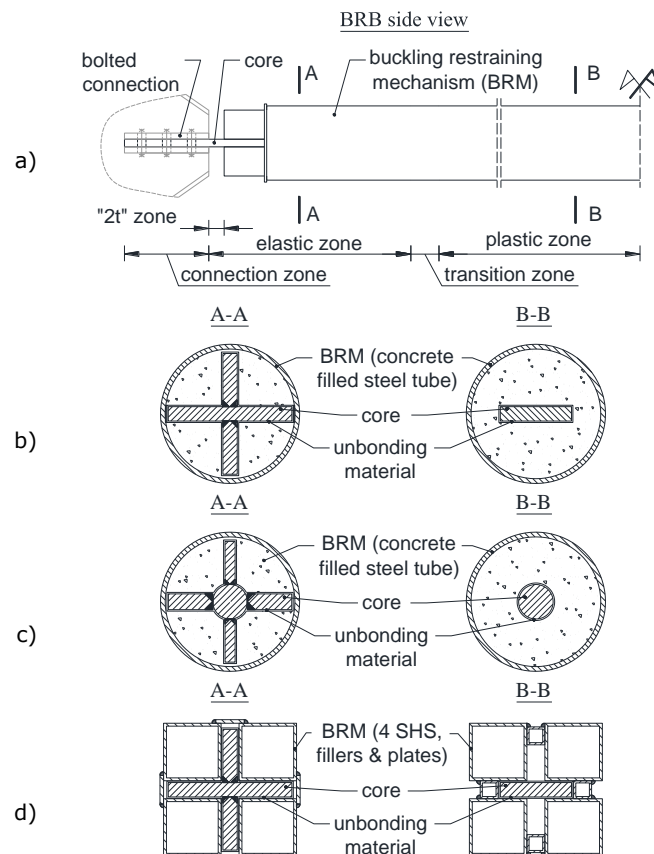 BRB side view
bolted
connection
core
A
buckling restraining
mechanism (BRM)
B
a)
A
B
"2t" zone
elastic zone
plastic zone
connection zone
transition zone
A-A
B-B
BRM (concrete
filled steel tube)
b)
core
unbonding
material
A-A
B-B
BRM (concrete
filled steel tube)
c)
core
unbonding
material
A-A
B-B
BRM (4 SHS,
fillers & plates)
core
d)
unbonding
material